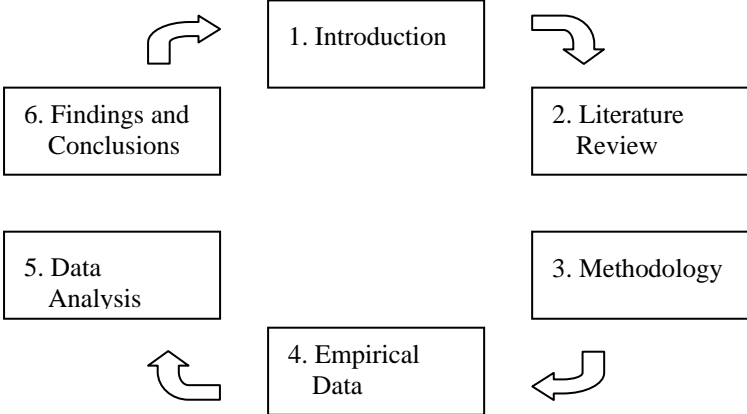 1. Introduction
2. Literature
Review
3. Methodology
4. Empirical
Data
5. Data
Analysis
6. Findings and
Conclusions